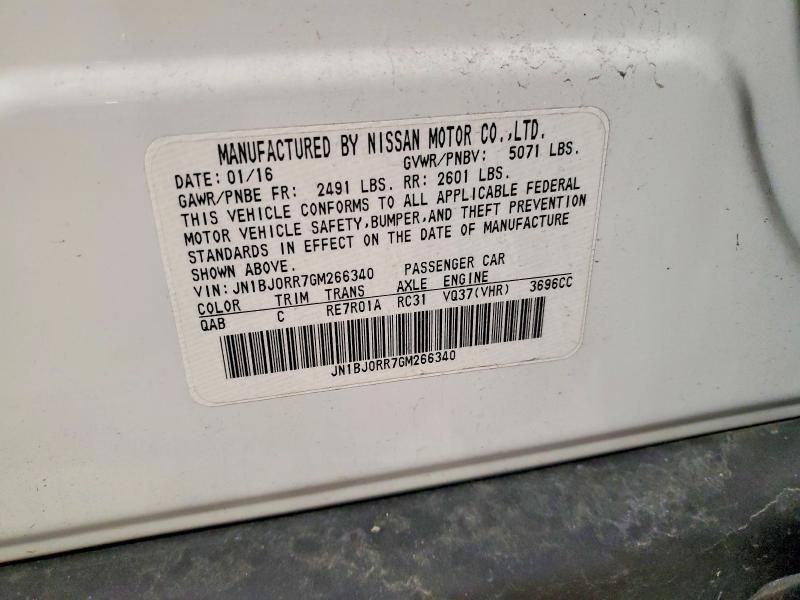 MANUFACTURED BY NISSAN MOTOR CO.,LTD.
DATE: 01/16 GVWR/PNBV: 5071 LBS.
GAWR/PNBE FR: 2491 LBS. RR: 2601 LBS.
THIS VEHICLE CONFORMS TO ALL APPLICABLE FEDERAL
MOTOR VEHICLE SAFETY,BUMPER,AND THEFT PREVENTION
STANDARDS IN EFFECT ON THE DATE OF MANUFACTURE
SHOWN ABOVE.
VIN: JN1BJ0RR7GM266340 PASSENGER CAR
COLOR TRIM TRANS AXLE ENGINE
QAB C RE7R01A RC31 VQ37(VHR) 3696CC
JN1BJ0RR7GM266340